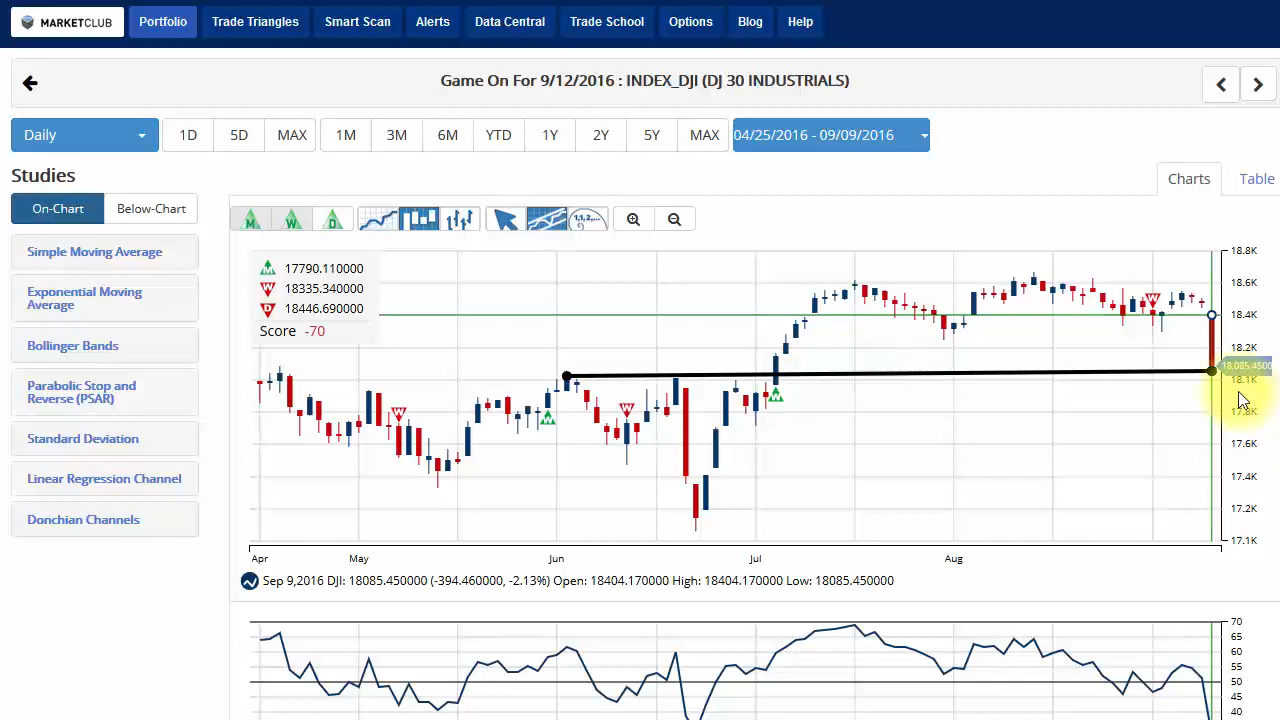 MARKETCLUB Portfolio Trade Triangles Smart Scan Alerts Data Central Trade School Options Blog Help
Game On For 9/12/2016 : INDEX_DJI (DJ 30 INDUSTRIALS)
Daily 1D 5D MAX 1M 3M 6M YTD 1Y 2Y 5Y MAX 04/25/2016 - 09/09/2016
Studies
Charts Table
On-Chart Below-Chart
M W D 1,2,...
Simple Moving Average
Exponential Moving
Average
Bollinger Bands
Parabolic Stop and
Reverse (PSAR)
Standard Deviation
Linear Regression Channel
Donchian Channels
M 17790.110000
W 18335.340000
D 18446.690000
Score -70
W
M
W
M
W
18.8K
18.6K
18.4K
18.2K
18,085.4500
18.1K
17.8K
17.6K
17.4K
17.2K
17.1K
Apr May Jun Jul Aug
Sep 9,2016 DJI: 18085.450000 (-394.460000, -2.13%) Open: 18404.170000 High: 18404.170000 Low: 18085.450000
70
65
60
55
50
45
40